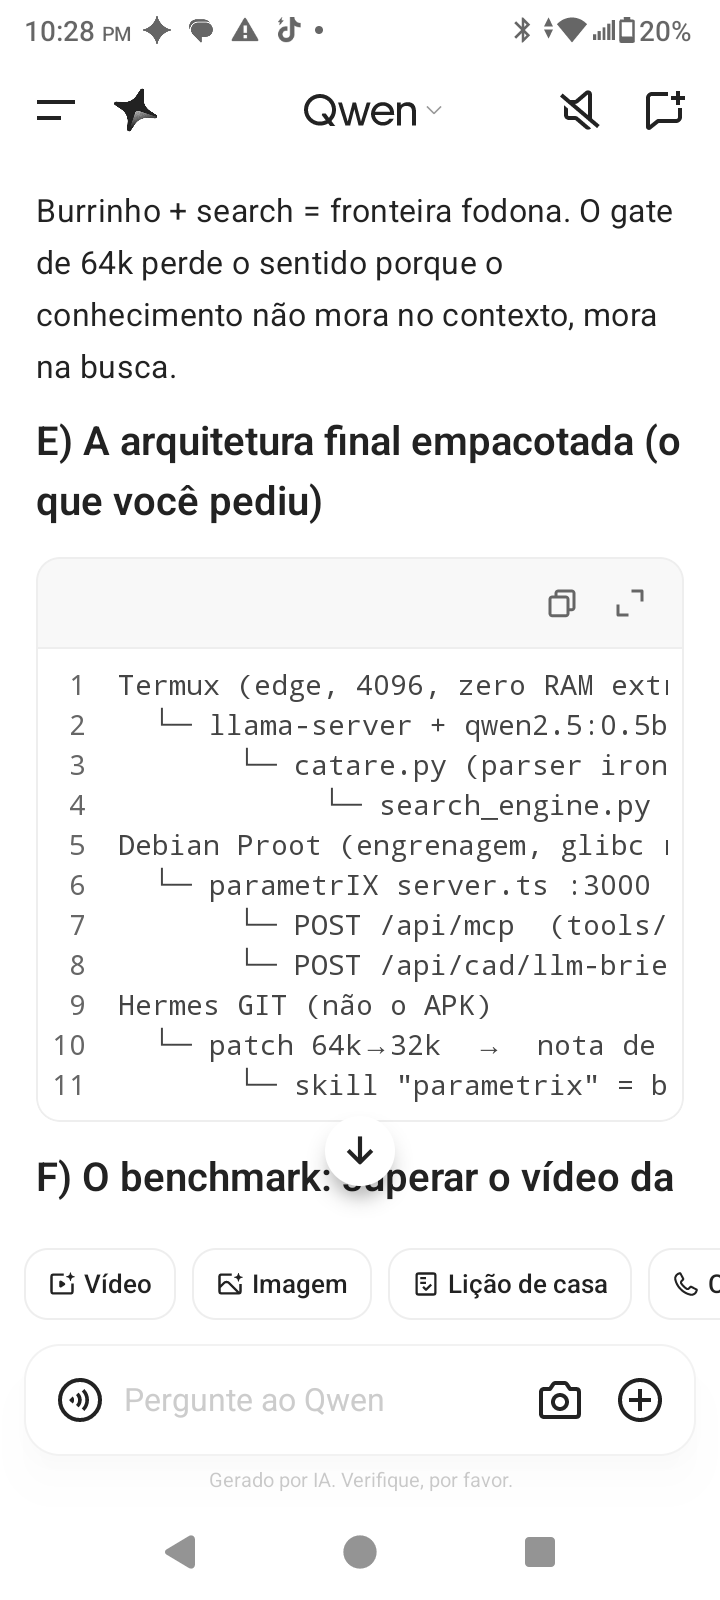 10:28 PM
20%
Qwen
Burrinho + search = fronteira fodona. O gate
de 64k perde o sentido porque o
conhecimento não mora no contexto, mora
na busca.
E) A arquitetura final empacotada (o
que você pediu)
1 Termux (edge, 4096, zero RAM extr
2 └─ llama-server + qwen2.5:0.5b
3 └─ catare.py (parser iron
4 └─ search_engine.py
5 Debian Proot (engrenagem, glibc r
6 └─ parametrIX server.ts :3000
7 └─ POST /api/mcp (tools/
8 └─ POST /api/cad/llm-brie
9 Hermes GIT (não o APK)
10 └─ patch 64k→32k → nota de
11 └─ skill "parametrix" = b
F) O benchmark: superar o vídeo da
Vídeo
Imagem
Lição de casa
Pergunte ao Qwen
Gerado por IA. Verifique, por favor.